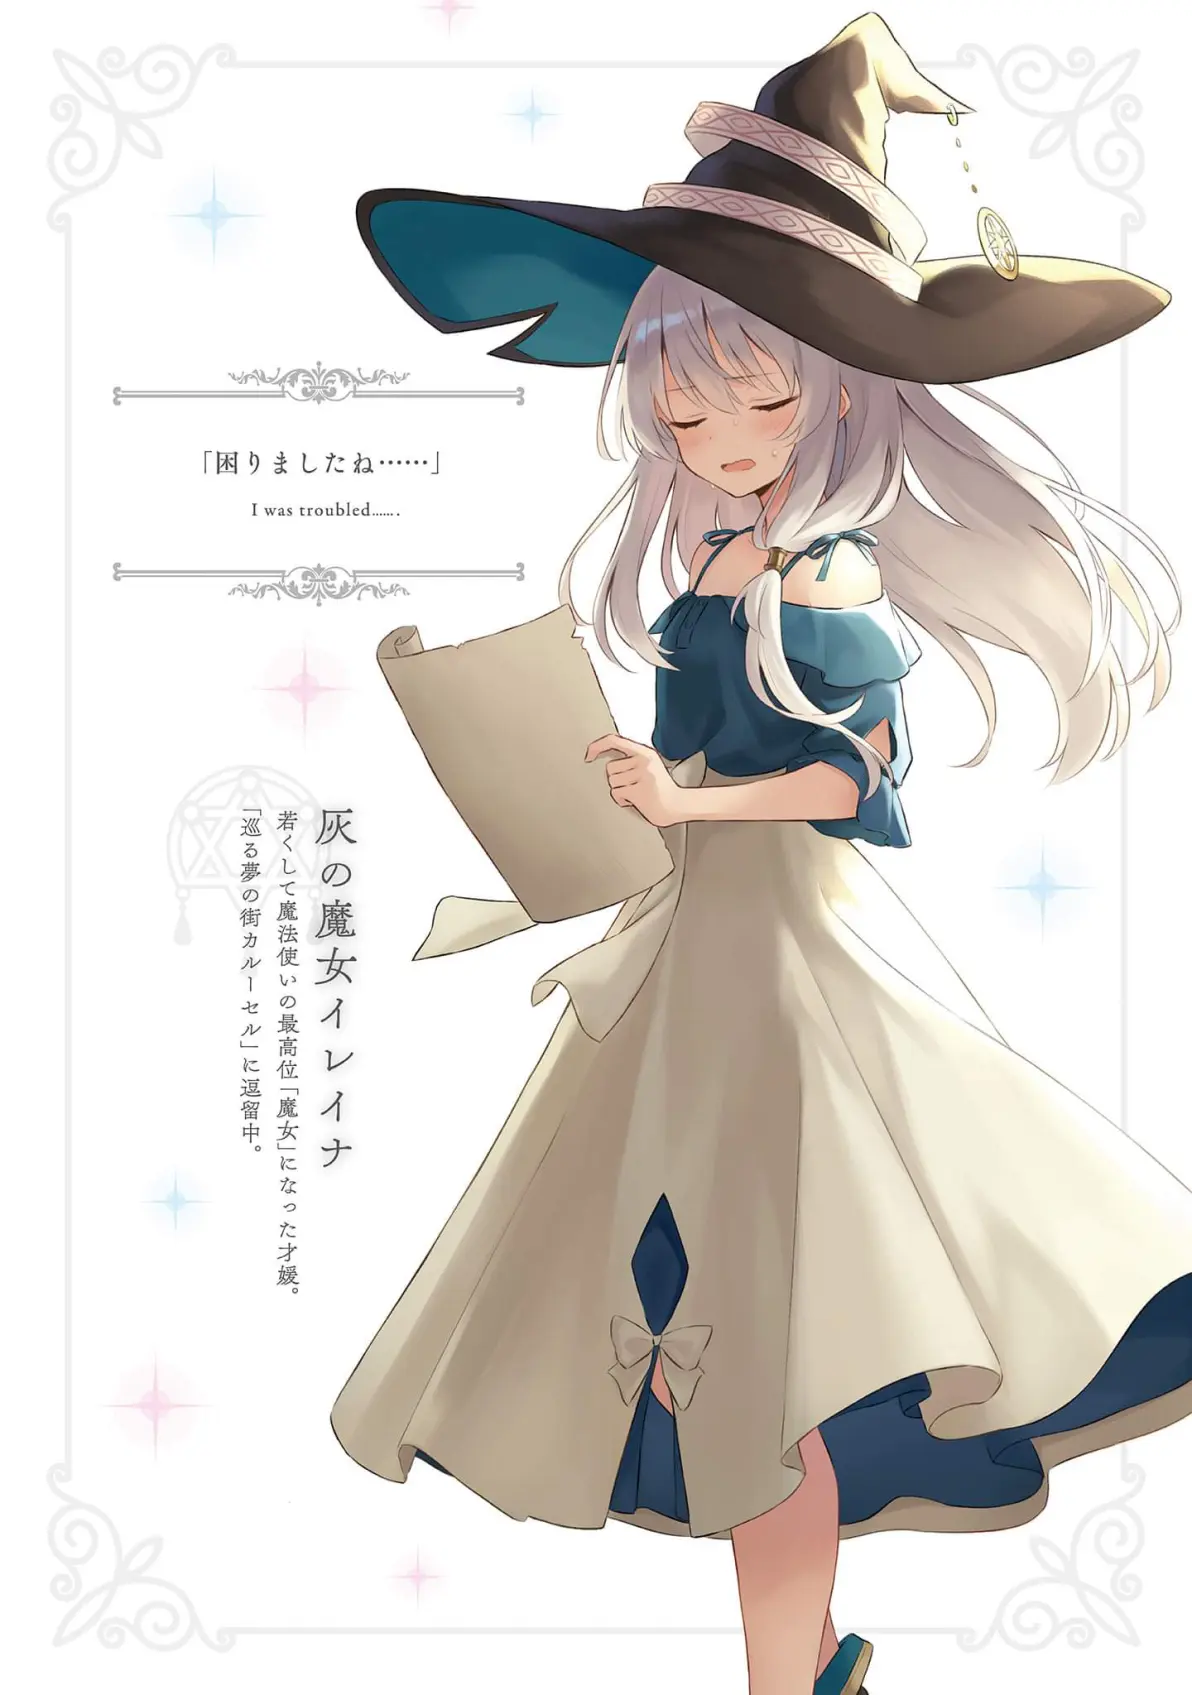 「困りましたね……」
I was troubled…… .
灰の魔女イレイナ
若くして魔法使いの最高位「魔女」になった才媛。
「巡る夢の街カルーセル」に逗留中。